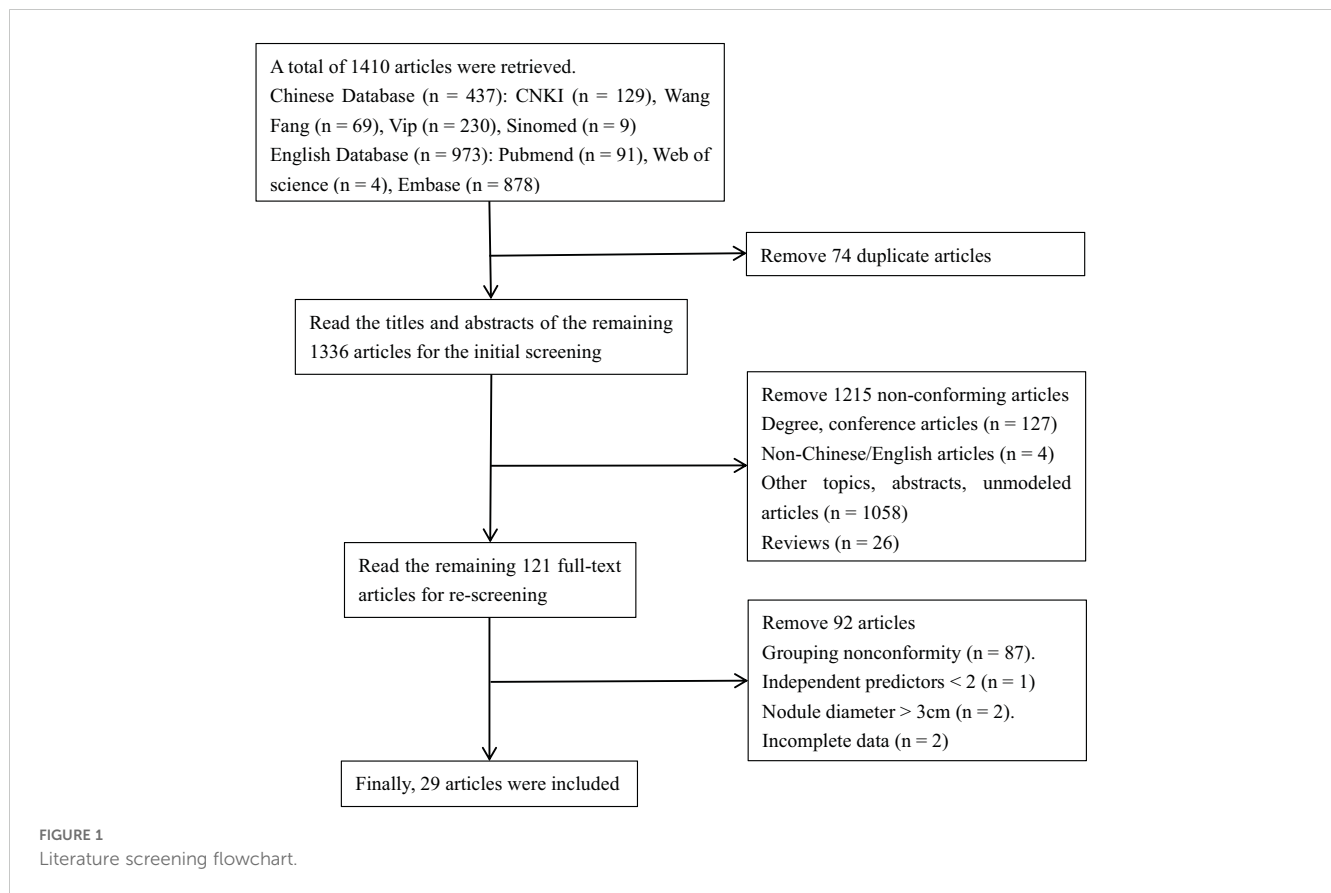 A total of 1410 articles were retrieved.
Chinese Database (n = 437): CNKI (n = 129), Wang
Fang (n = 69), Vip (n = 230), Sinomed (n = 9)
English Database (n = 973): Pubmend (n = 91), Web of
science (n = 4), Embase (n = 878)
Remove 74 duplicate articles
Read the titles and abstracts of the remaining
1336 articles for the initial screening
Remove 1215 non-conforming articles
Degree, conference articles (n = 127)
Non-Chinese/English articles (n = 4)
Other topics, abstracts, unmodeled
articles (n = 1058)
Reviews (n = 26)
Read the remaining 121 full-text
articles for re-screening
Remove 92 articles
Grouping nonconformity (n = 87).
Independent predictors < 2 (n = 1)
Nodule diameter > 3cm (n = 2).
Incomplete data (n = 2)
Finally, 29 articles were included
FIGURE 1
Literature screening flowchart.